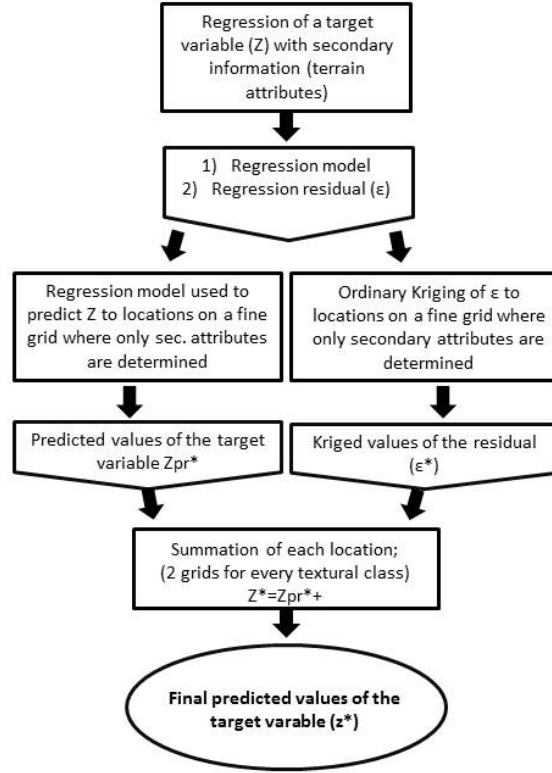 Regression of a target
variable (Z) with secondary
information (terrain
attributes)
1) Regression model
2) Regression residual (ε)
Regression model used to
predict Z to locations on a fine
grid where only sec. attributes
are determined
Ordinary Kriging of ε to
locations on a fine grid where
only secondary attributes are
determined
Predicted values of the target
variable Zpr*
Kriged values of the residual
(ε*)
Summation of each location;
(2 grids for every textural class)
Z*=Zpr*+
Final predicted values of the
target varable (z*)